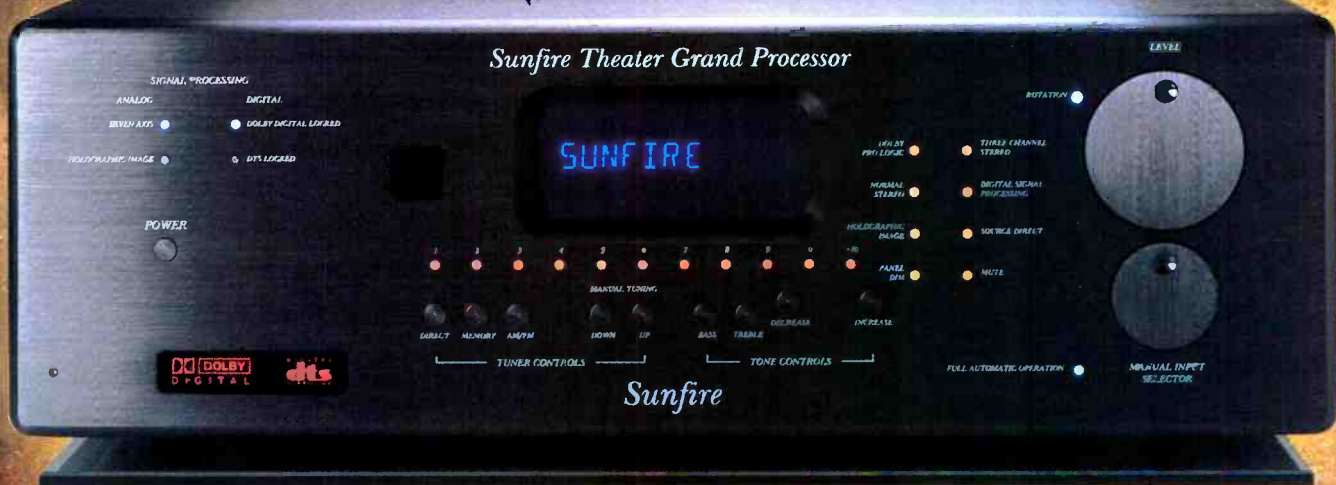 Sunfire Theater Grand Processor
SIGNAL PROCESSING
ANALOG
DIGITAL
SEVEN AXIS
DOLBY DIGITAL LOCKED
HOLOGRAPHIC IMAGE
DTS LOCKED
POWER
DOLBY
DIGITAL
DIGITAL
dts
SUNFIRE
1 2 3 4 5 6 7 8 9 0 +10
MANUAL TUNING
DIRECT
MEMORY
AM/FM
DOWN
UP
BASS
TREBLE
DECREASE
INCREASE
TUNER CONTROLS
TONE CONTROLS
Sunfire
LEVEL
MUTATION
DOLBY
PRO LOGIC
THREE CHANNEL
STEREO
NORMAL
STEREO
DIGITAL SIGNAL
PROCESSING
HOLOGRAPHIC
IMAGE
SOURCE DIRECT
PANEL
DIM
MUTE
FULL AUTOMATIC OPERATION
MANUAL INPUT
SELECTOR